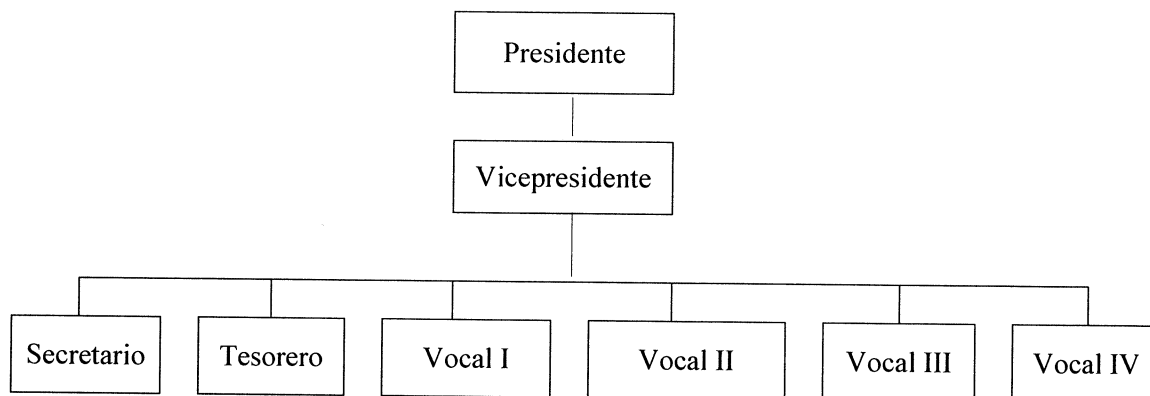 Presidente
Vicepresidente
Secretario
Tesorero
Vocal I
Vocal II
Vocal III
Vocal IV